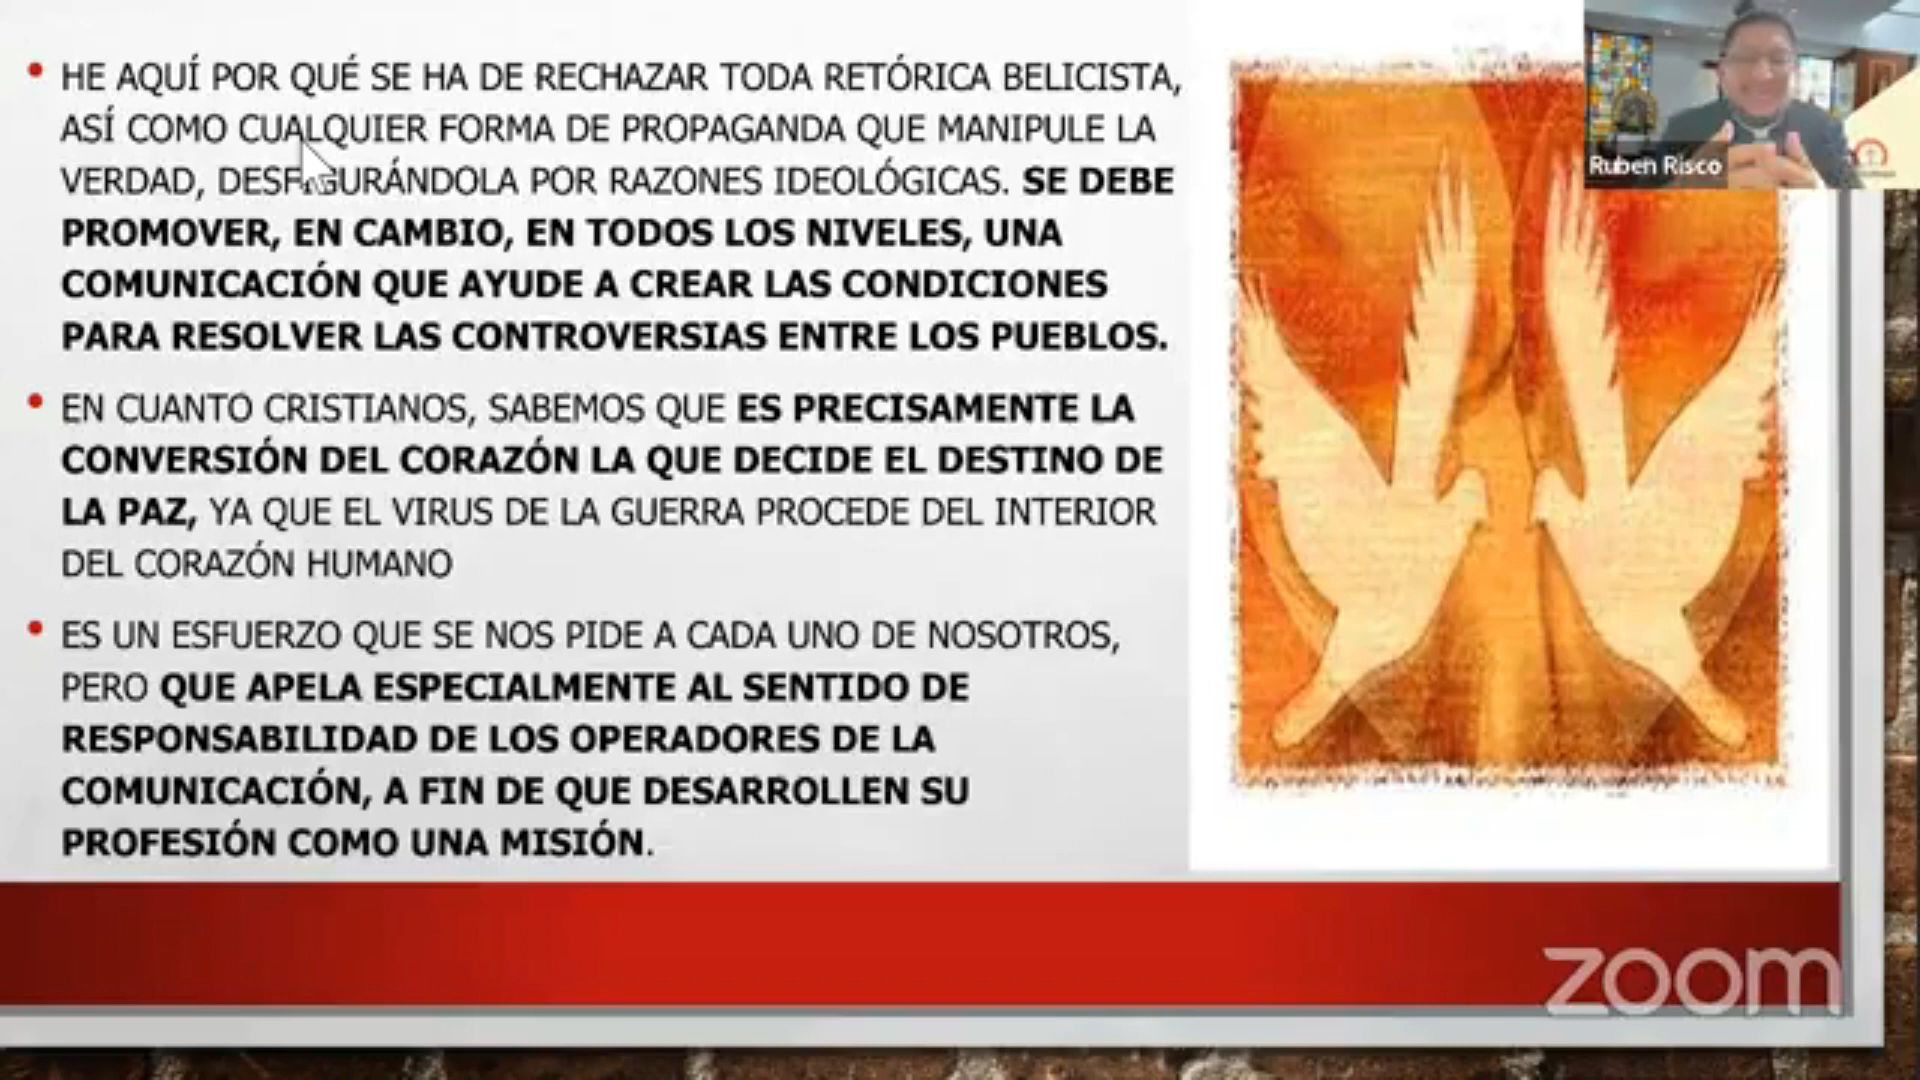 • HE AQUÍ POR QUÉ SE HA DE RECHAZAR TODA RETÓRICA BELICISTA,
ASÍ COMO CUALQUIER FORMA DE PROPAGANDA QUE MANIPULE LA
VERDAD, DESFIGURÁNDOLA POR RAZONES IDEOLÓGICAS. SE DEBE
PROMOVER, EN CAMBIO, EN TODOS LOS NIVELES, UNA
COMUNICACIÓN QUE AYUDE A CREAR LAS CONDICIONES
PARA RESOLVER LAS CONTROVERSIAS ENTRE LOS PUEBLOS.
• EN CUANTO CRISTIANOS, SABEMOS QUE ES PRECISAMENTE LA
CONVERSIÓN DEL CORAZÓN LA QUE DECIDE EL DESTINO DE
LA PAZ, YA QUE EL VIRUS DE LA GUERRA PROCEDE DEL INTERIOR
DEL CORAZÓN HUMANO
• ES UN ESFUERZO QUE SE NOS PIDE A CADA UNO DE NOSOTROS,
PERO QUE APELA ESPECIALMENTE AL SENTIDO DE
RESPONSABILIDAD DE LOS OPERADORES DE LA
COMUNICACIÓN, A FIN DE QUE DESARROLLEN SU
PROFESIÓN COMO UNA MISIÓN.
Ruben Risco
zoom